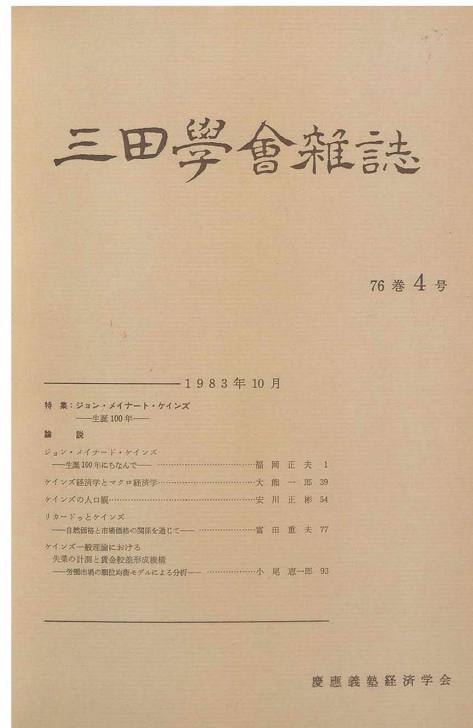 三田學會雑誌
76 巻 4 号
1983年10月
特 集：ジョン・メイナート・ケインズ
——生誕 100 年——
論 説
ジョン・メイナード・ケインズ
——生誕 100 年にちなんで—— ………………………… 福 岡 正 夫 1
ケインズ経済学とマクロ経済学………………………… 大 熊 一 郎 39
ケインズの人口観………………………………………… 安 川 正 彬 54
リカードゥとケインズ
——自然価格と市場価格の関係を通じて—— ………… 富 田 重 夫 77
ケインズ一般理論における
失業の計測と賃金較差形成機構
——労働市場の順位均衡モデルによる分析—— ……… 小 尾 恵一郎 93
慶應義塾経済学会